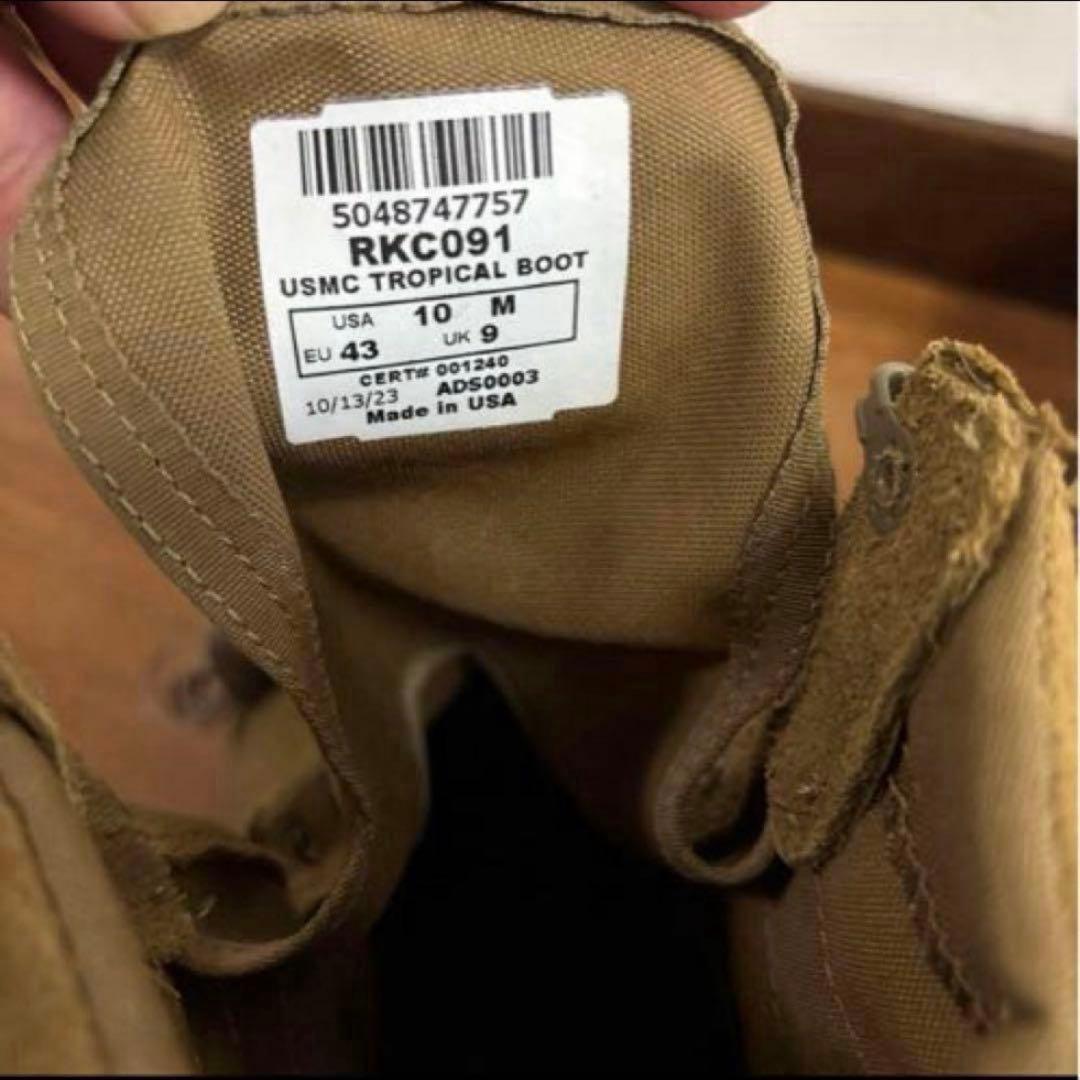 5048747757
RKC091
USMC TROPICAL BOOT
USA 10 M
EU 43 UK 9
CERT# 001240
10/13/23 ADS0003
Made in USA